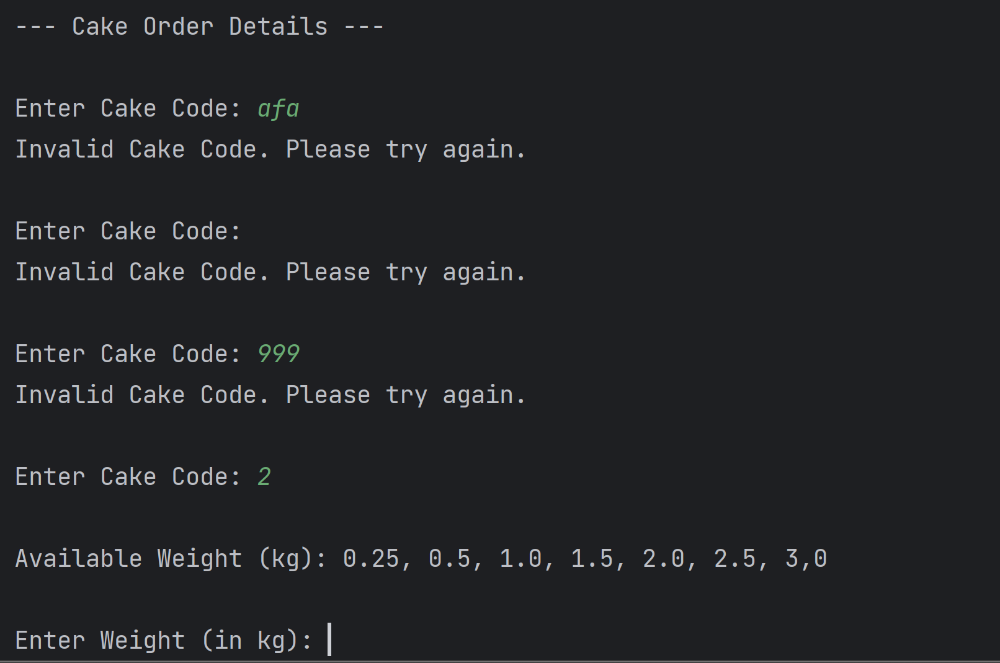 --- Cake Order Details ---
Enter Cake Code: afa
Invalid Cake Code. Please try again.
Enter Cake Code:
Invalid Cake Code. Please try again.
Enter Cake Code: 999
Invalid Cake Code. Please try again.
Enter Cake Code: 2
Available Weight (kg): 0.25, 0.5, 1.0, 1.5, 2.0, 2.5, 3,0
Enter Weight (in kg):